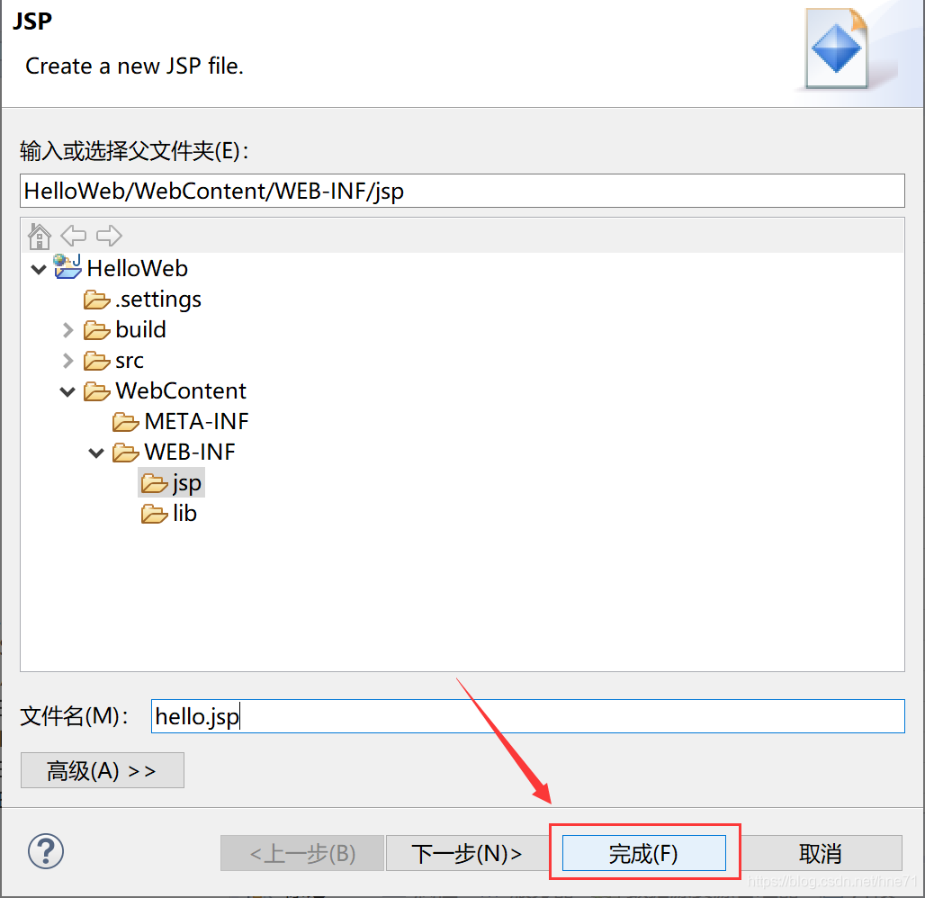 JSP
Create a new JSP file.
输入或选择父文件夹(E)：
HelloWeb/WebContent/WEB-INF/jsp
HelloWeb
.settings
build
src
WebContent
META-INF
WEB-INF
jsp
lib
文件名(M)： hello.jsp
高级(A) >>
<上一步(B) 下一步(N)> 完成(F) 取消
https://blog.csdn.net/hne71